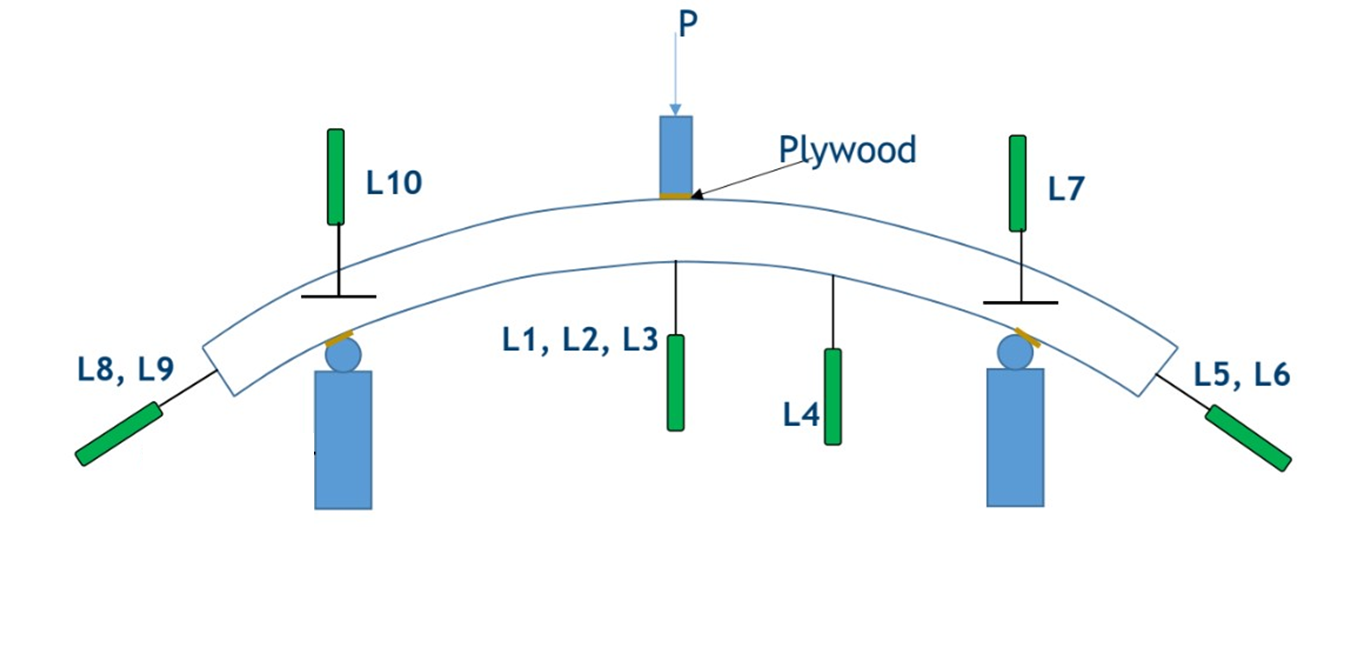 P
Plywood
L10
L7
L1, L2, L3
L8, L9
L5, L6
L4